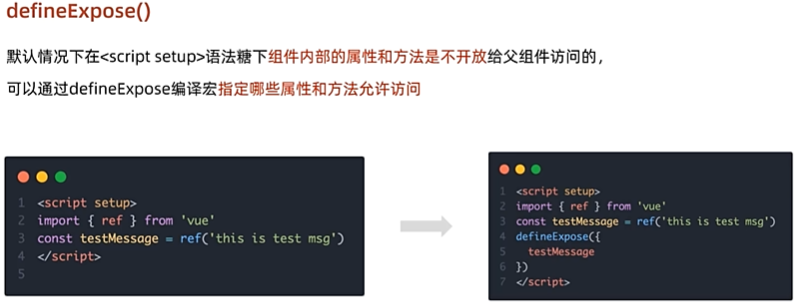 defineExpose()
默认情况下在<script setup>语法糖下组件内部的属性和方法是不开放给父组件访问的，
可以通过defineExpose编译宏指定哪些属性和方法允许访问
1 <script setup>
2 import { ref } from 'vue'
3 const testMessage = ref('this is test msg')
4 </script>
5
1 <script setup>
2 import { ref } from 'vue'
3 const testMessage = ref('this is test msg')
4 defineExpose({
5 testMessage
6 })
7 </script>